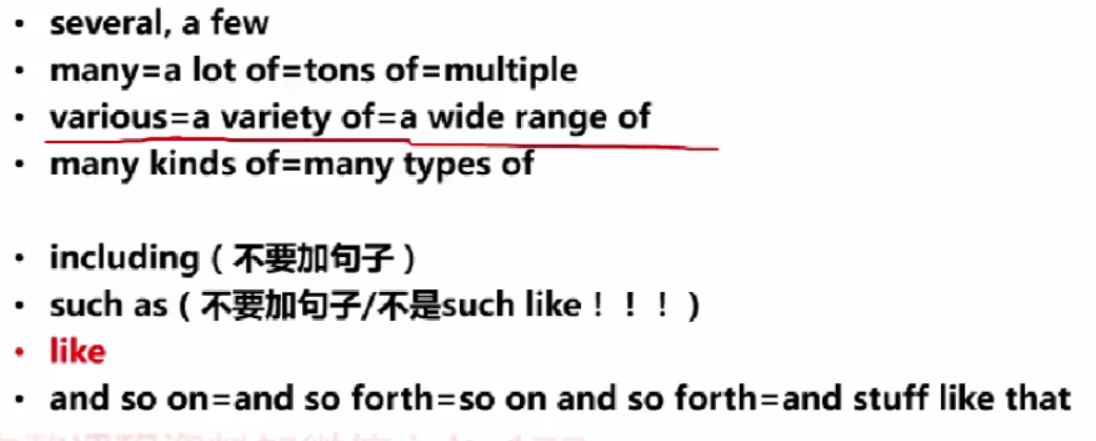 • several, a few
• many=a lot of=tons of=multiple
• various=a variety of=a wide range of
• many kinds of=many types of
• including（不要加句子）
• such as（不要加句子/不是such like！！！）
• like
• and so on=and so forth=so on and so forth=and stuff like that